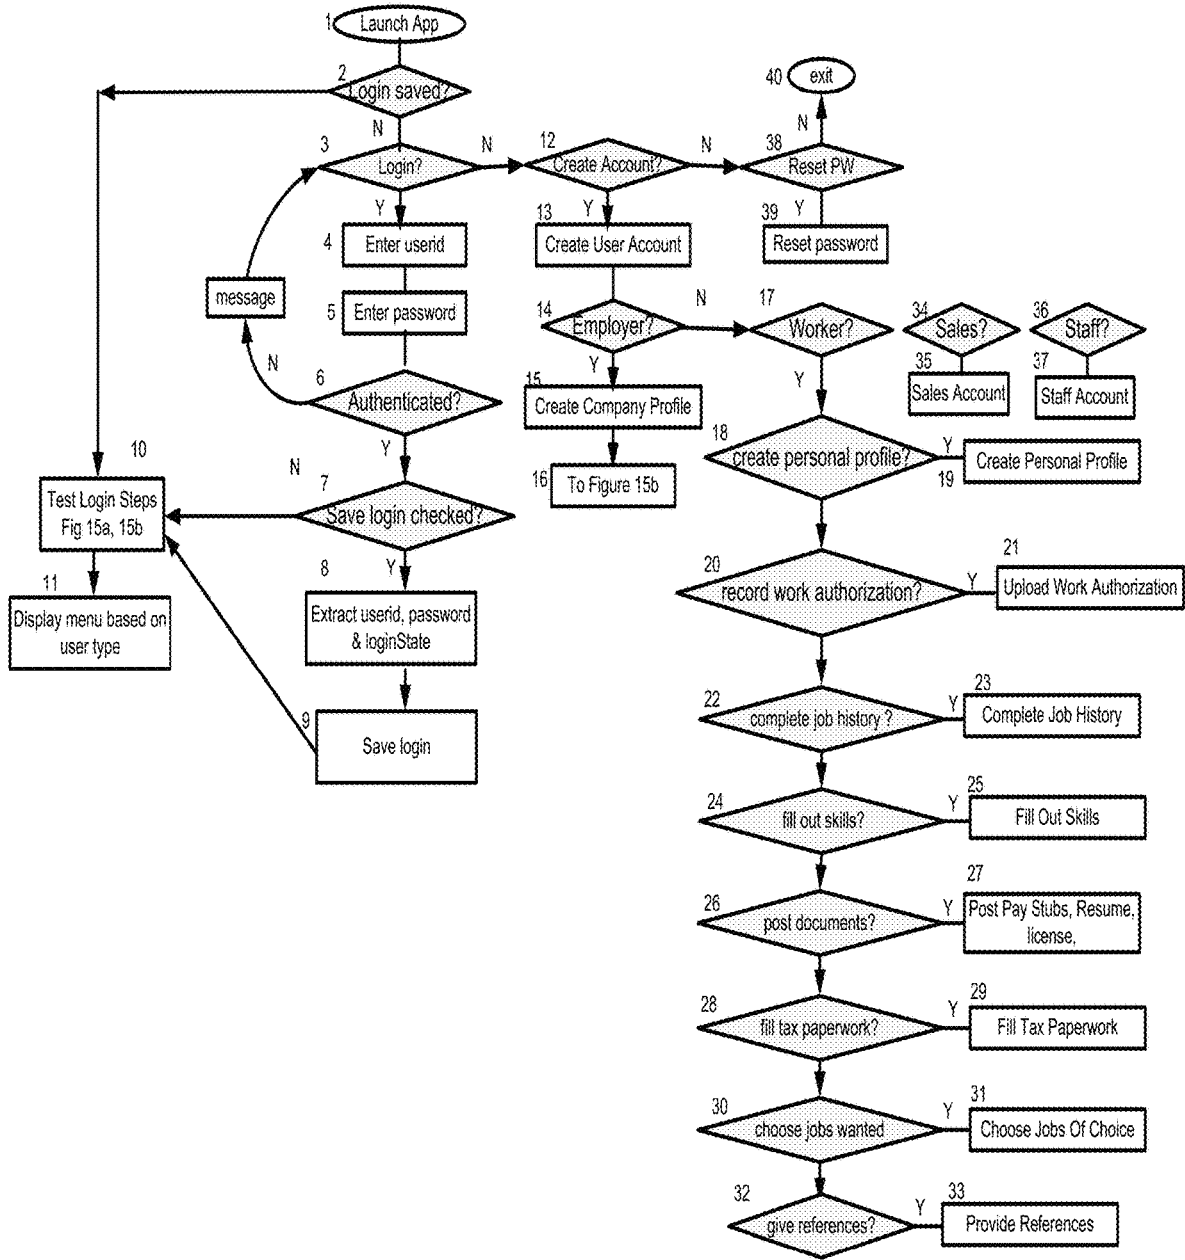 1 Launch App
2 Login saved?
N
3 Login?
N
12 Create Account?
N
38 Reset PW
N
40 exit
Y
4 Enter userid
5 Enter password
message
N
6 Authenticated?
Y
N
7 Save login checked?
Y
8
Extract userid, password
& loginState
9 Save login
10
Test Login Steps
Fig 15a, 15b
11
Display menu based on
user type
Y
13
Create User Account
Y
39
Reset password
14 Employer?
N
17
Worker?
34
Sales?
35
Sales Account
36
Staff?
37
Staff Account
Y
15
Create Company Profile
16 To Figure 15b
Y
18
create personal profile?
Y
19
Create Personal Profile
20
record work authorization?
Y
21
Upload Work Authorization
22
complete job history ?
Y
23
Complete Job History
24
fill out skills?
Y
25
Fill Out Skills
26
post documents?
Y
27
Post Pay Stubs, Resume,
license,
28
fill tax paperwork?
Y
29
Fill Tax Paperwork
30
choose jobs wanted
Y
31
Choose Jobs Of Choice
32
give references?
Y
33
Provide References